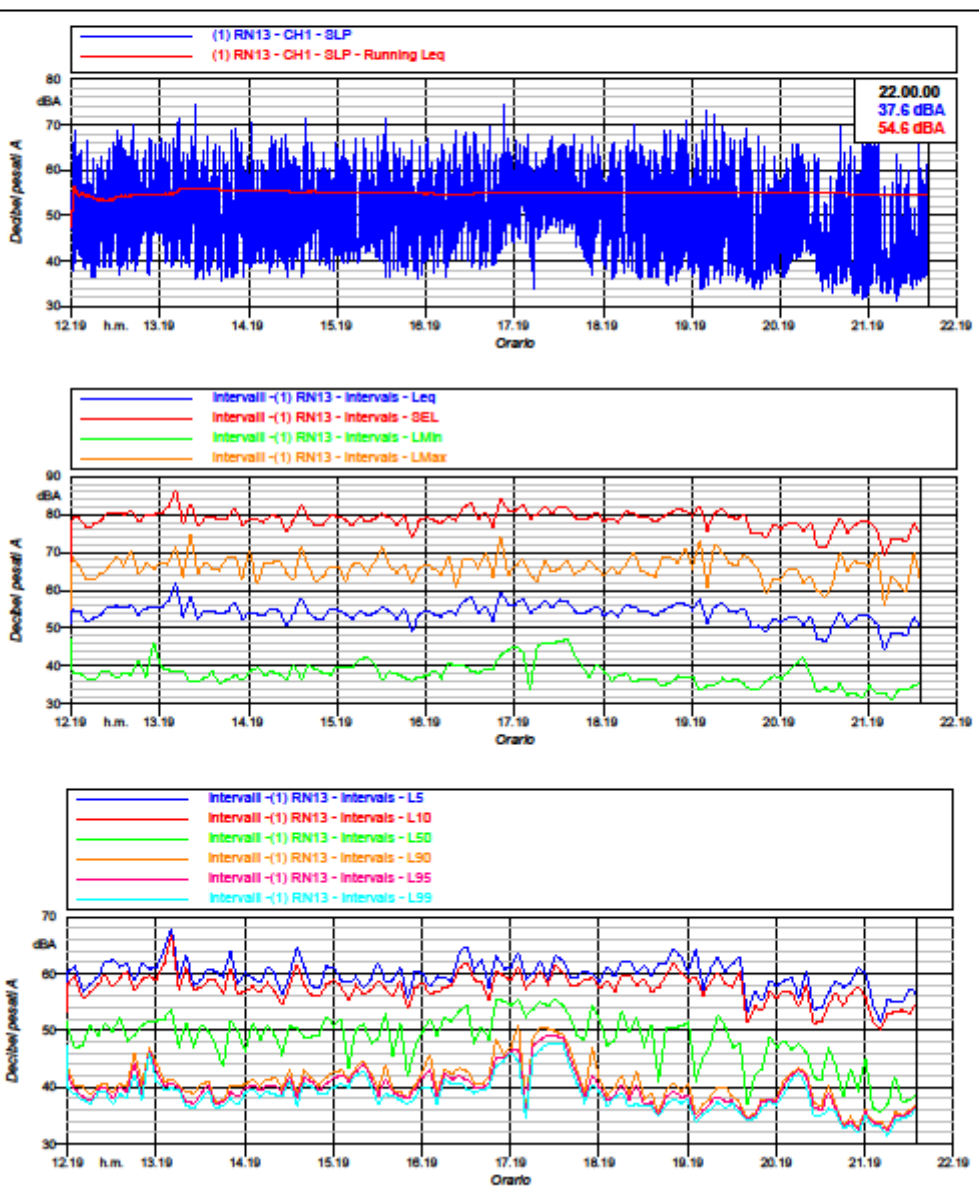 (1) RN13 - CH1 - SLP
(1) RN13 - CH1 - SLP - Running Leq
80
dBA
70
60
50
40
30
Decibel pesati A
22.00.00
37.6 dBA
54.6 dBA
12.19 h.m. 13.19 14.19 15.19 16.19 17.19 18.19 19.19 20.19 21.19 22.19
Orario
Intervalli -(1) RN13 - Intervals - Leq
Intervalli -(1) RN13 - Intervals - SEL
Intervalli -(1) RN13 - Intervals - LMin
Intervalli -(1) RN13 - Intervals - LMax
90
dBA
80
70
60
50
40
30
Decibel pesati A
12.19 h.m. 13.19 14.19 15.19 16.19 17.19 18.19 19.19 20.19 21.19 22.19
Orario
Intervalli -(1) RN13 - Intervals - L5
Intervalli -(1) RN13 - Intervals - L10
Intervalli -(1) RN13 - Intervals - L50
Intervalli -(1) RN13 - Intervals - L90
Intervalli -(1) RN13 - Intervals - L95
Intervalli -(1) RN13 - Intervals - L99
70
dBA
60
50
40
30
Decibel pesati A
12.19 h.m. 13.19 14.19 15.19 16.19 17.19 18.19 19.19 20.19 21.19 22.19
Orario